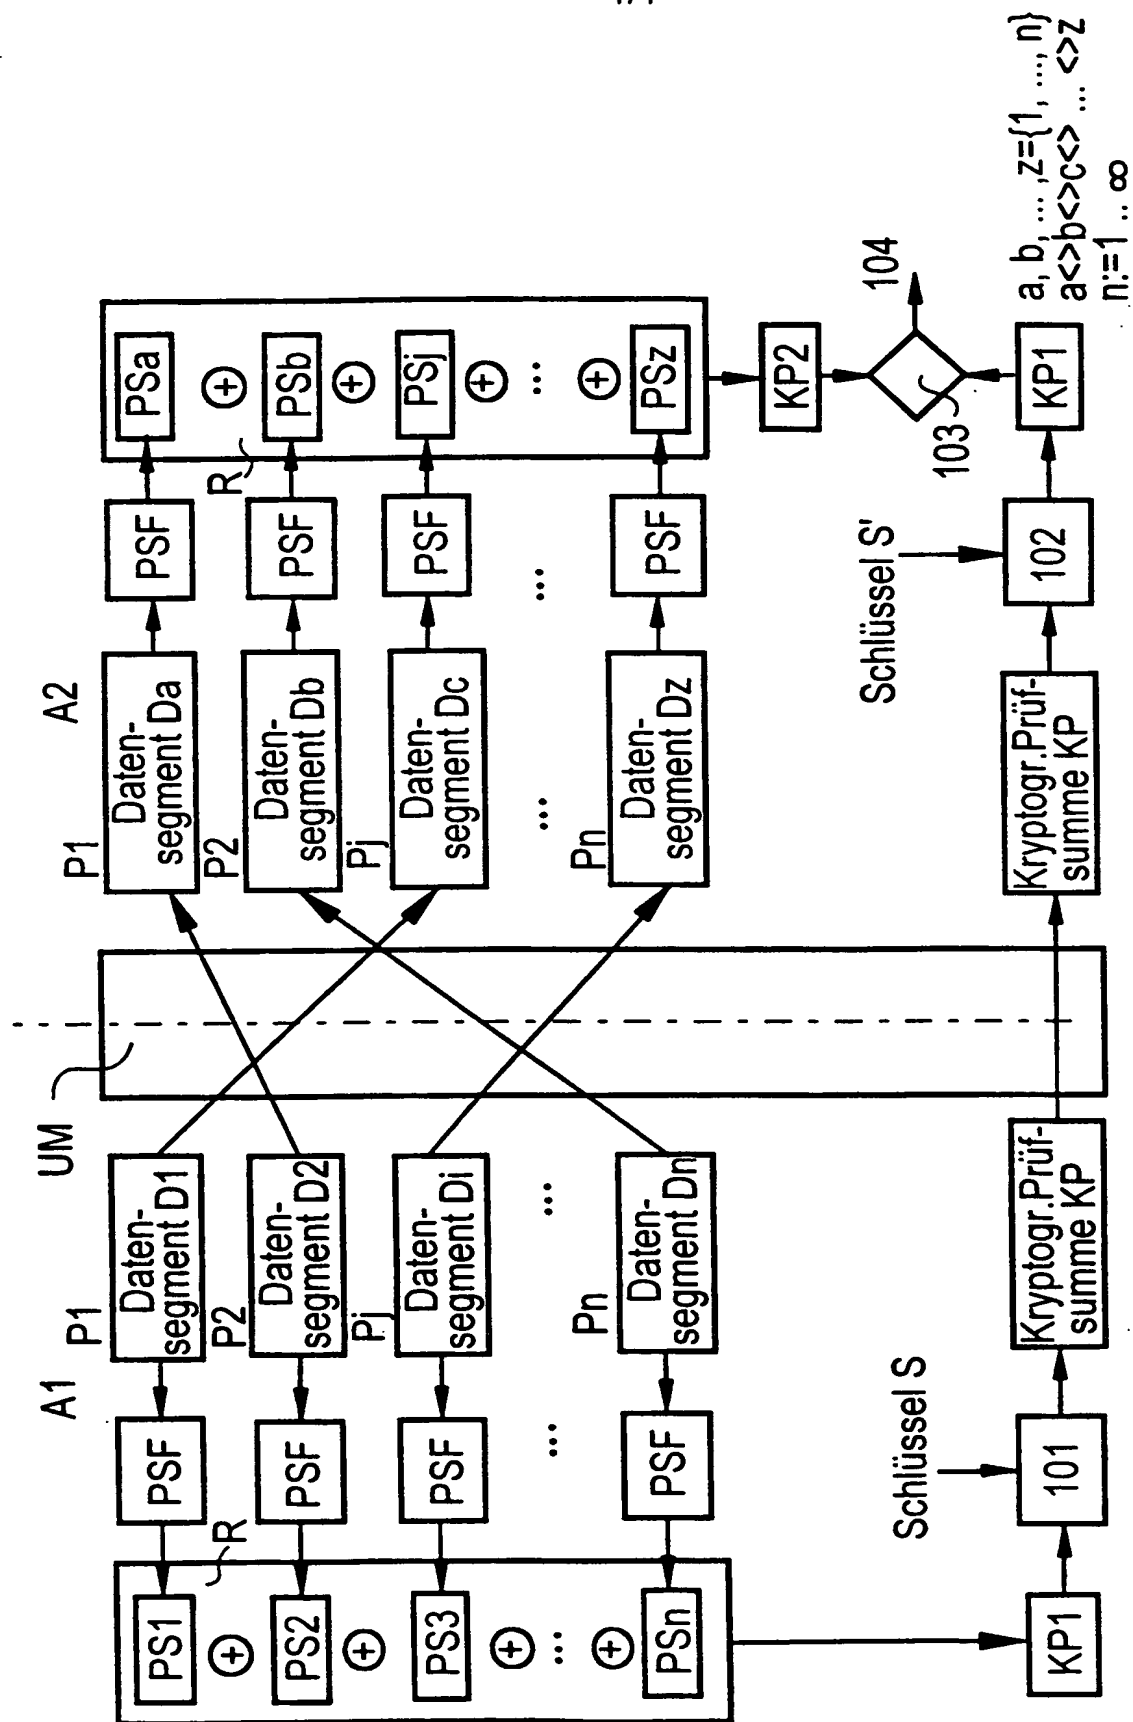 A1
UM
A2
P1
P1
PS1
PSF
Daten-
segment D1
Daten-
segment Da
PSF
PSa
+
R
P2
P2
R
+
PS2
PSF
Daten-
segment D2
Daten-
segment Db
PSF
PSb
+
Pj
Pj
+
PS3
PSF
Daten-
segment Di
Daten-
segment Dc
PSF
PSj
+
+
...
...
...
...
...
...
+
Pn
Pn
+
PSn
PSF
Daten-
segment Dn
Daten-
segment Dz
PSF
PSz
KP2
Schlüssel S
Schlüssel S'
103
104
KP1
101
Kryptogr.Prüf-
summe KP
Kryptogr.Prüf-
summe KP
102
KP1
a, b, ... ,z={1, ..., n}
a<>b<>c<> ... <>z
n:=1 .. ∞